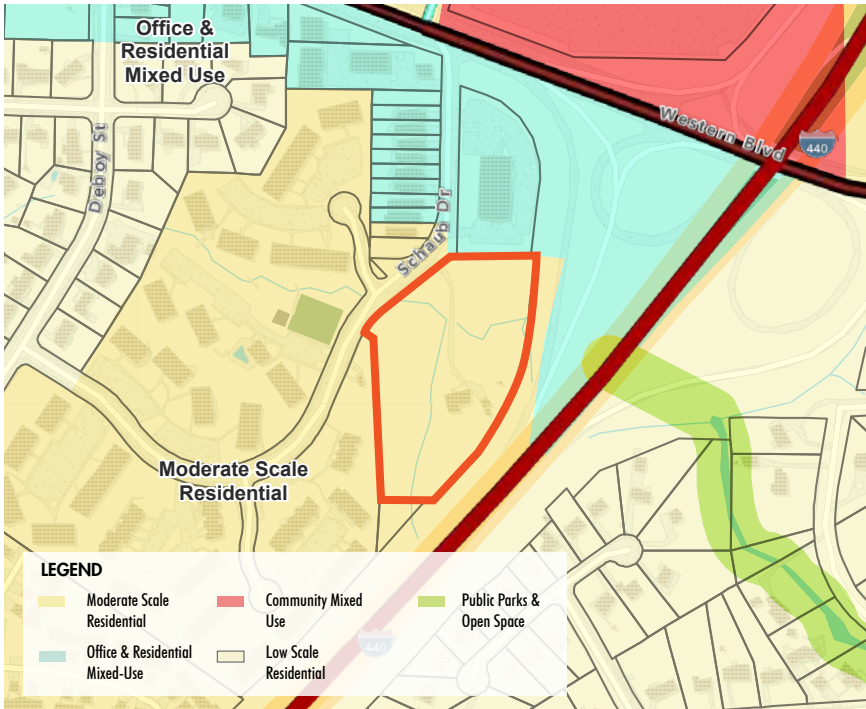 Office &
Residential
Mixed Use
Western Blvd
440
Deboy St
Schaub Dr
Moderate Scale
Residential
LEGEND
Moderate Scale
Residential
Community Mixed
Use
Public Parks &
Open Space
Office & Residential
Mixed-Use
Low Scale
Residential
440